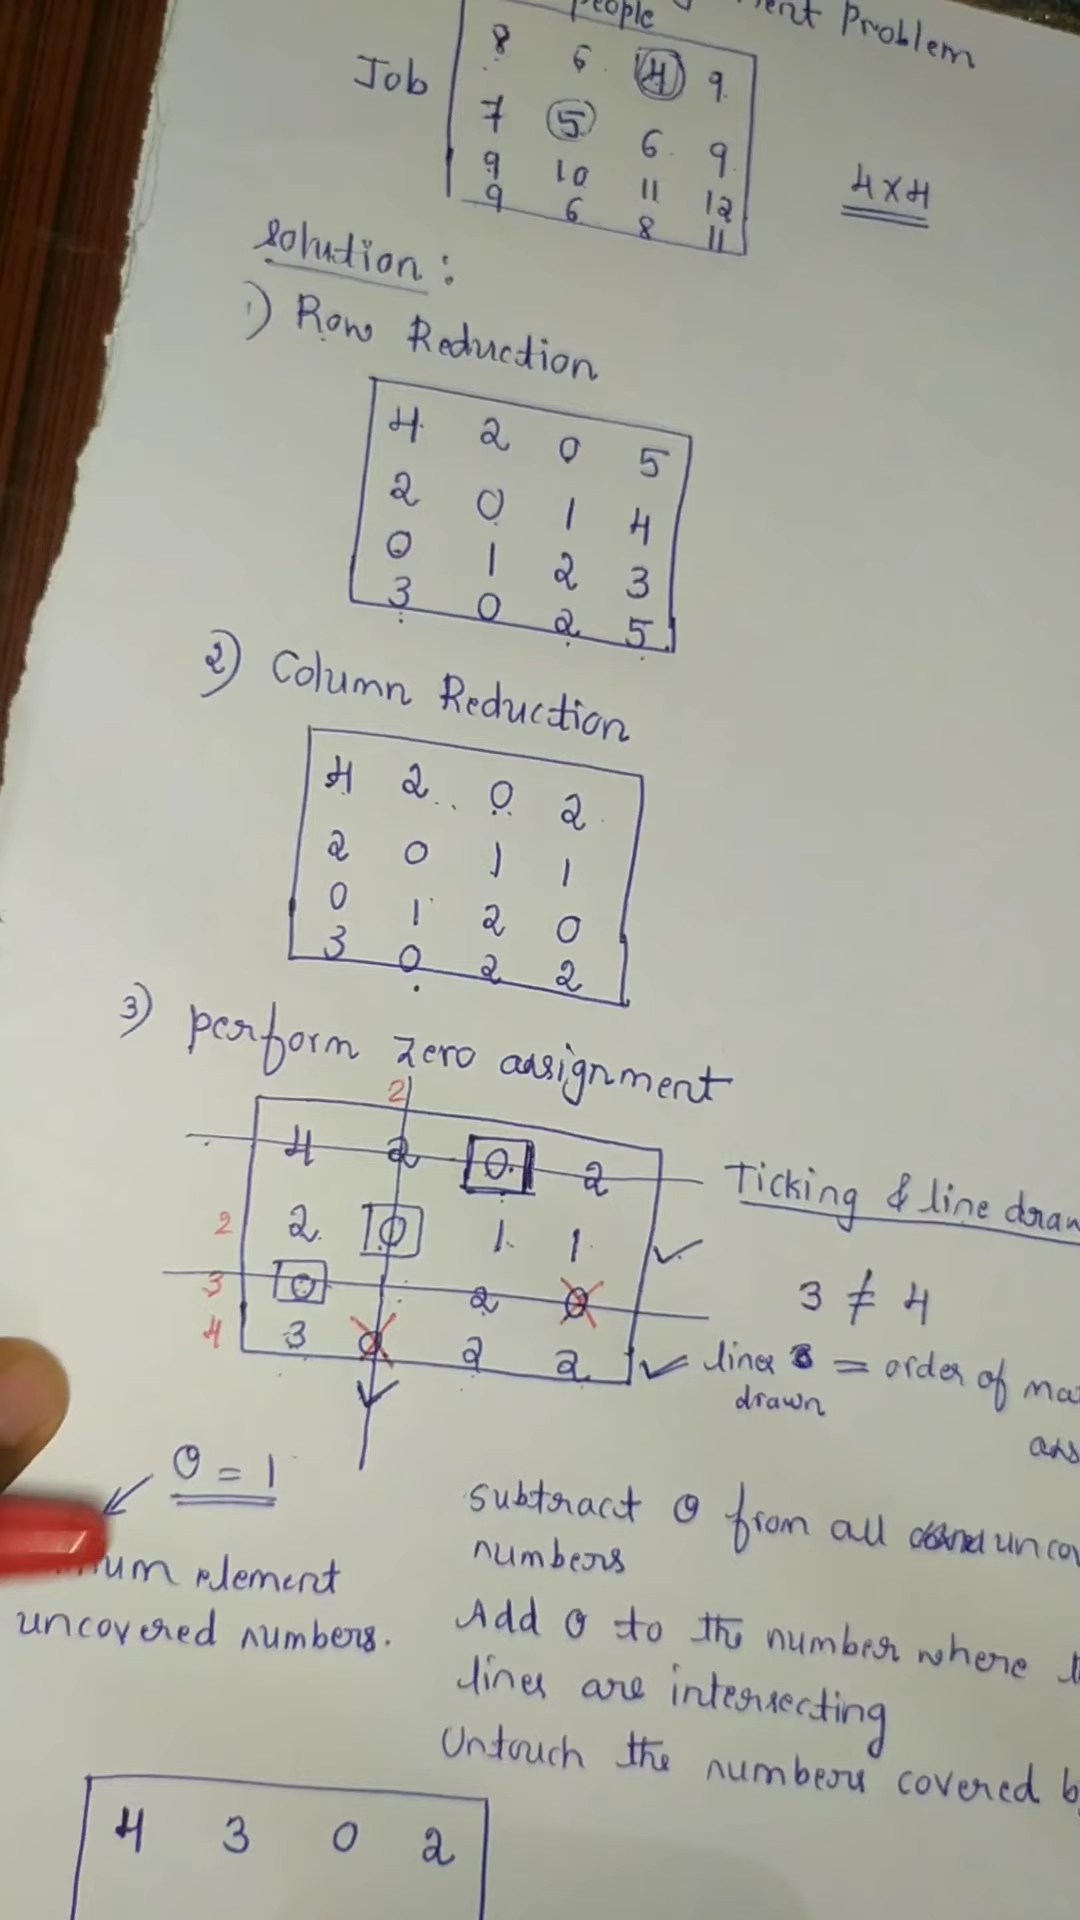 people
Problem
Job
8 6 4 9
7 5 6 9
9 10 11 12
9 6 8 11
4x4
Solution :
1) Row Reduction
4 2 0 5
2 0 1 4
0 1 2 3
3 0 2 5
2) Column Reduction
4 2 0 2
2 0 1 1
0 1 2 0
3 0 2 2
3) perform zero assignment
2
4 2 0 2
Ticking & line
2 2 0 1 1 ✓
3 0 2 0
3 ≠ 4
4 3 0 2 2 ✓
lines = order of
drawn
θ = 1
subtract θ from all
numbers
element
uncovered numbers.
Add θ to the number where
lines are intersecting
Untouch the numbers covered
4 3 0 2